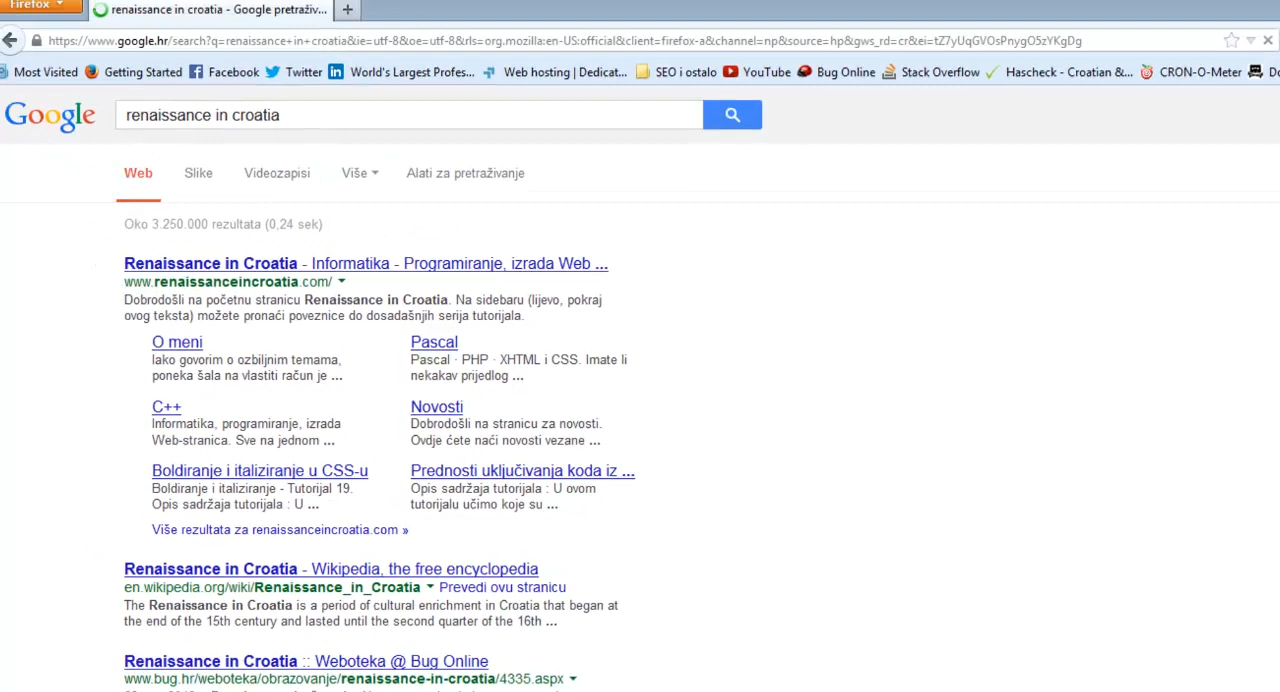 Firefox
renaissance in croatia - Google pretraživ...
https://www.google.hr/search?q=renaissance+in+croatia&ie=utf-8&oe=utf-8&rls=org.mozilla:en-US:official&client=firefox-a&channel=np&source=hp&gws_rd=cr&ei=tZ7yUqGVOsPnygO5zYKgDg
Most Visited Getting Started Facebook Twitter World's Largest Profes... Web hosting | Dedicat... SEO i ostalo YouTube Bug Online Stack Overflow Hascheck - Croatian &... CRON-O-Meter
Google renaissance in croatia
Web Slike Videozapisi Više Alati za pretraživanje
Oko 3.250.000 rezultata (0,24 sek)
Renaissance in Croatia - Informatika - Programiranje, izrada Web ...
www.renaissanceincroatia.com/
Dobrodošli na početnu stranicu Renaissance in Croatia. Na sidebaru (lijevo, pokraj
ovog teksta) možete pronaći poveznice do dosadašnjih serija tutorijala.
O meni
Iako govorim o ozbiljnim temama,
poneka šala na vlastiti račun je ...
Pascal
Pascal · PHP · XHTML i CSS. Imate li
nekakav prijedlog ...
C++
Informatika, programiranje, izrada
Web-stranica. Sve na jednom ...
Novosti
Dobrodošli na stranicu za novosti.
Ovdje ćete naći novosti vezane ...
Boldiranje i italiziranje u CSS-u
Boldiranje i italiziranje - Tutorijal 19.
Opis sadržaja tutorijala : U ...
Prednosti uključivanja koda iz ...
Opis sadržaja tutorijala : U ovom
tutorijalu učimo koje su ...
Više rezultata za renaissanceincroatia.com »
Renaissance in Croatia - Wikipedia, the free encyclopedia
en.wikipedia.org/wiki/Renaissance_in_Croatia Prevedi ovu stranicu
The Renaissance in Croatia is a period of cultural enrichment in Croatia that began at
the end of the 15th century and lasted until the second quarter of the 16th ...
Renaissance in Croatia :: Weboteka @ Bug Online
www.bug.hr/weboteka/obrazovanje/renaissance-in-croatia/4335.aspx